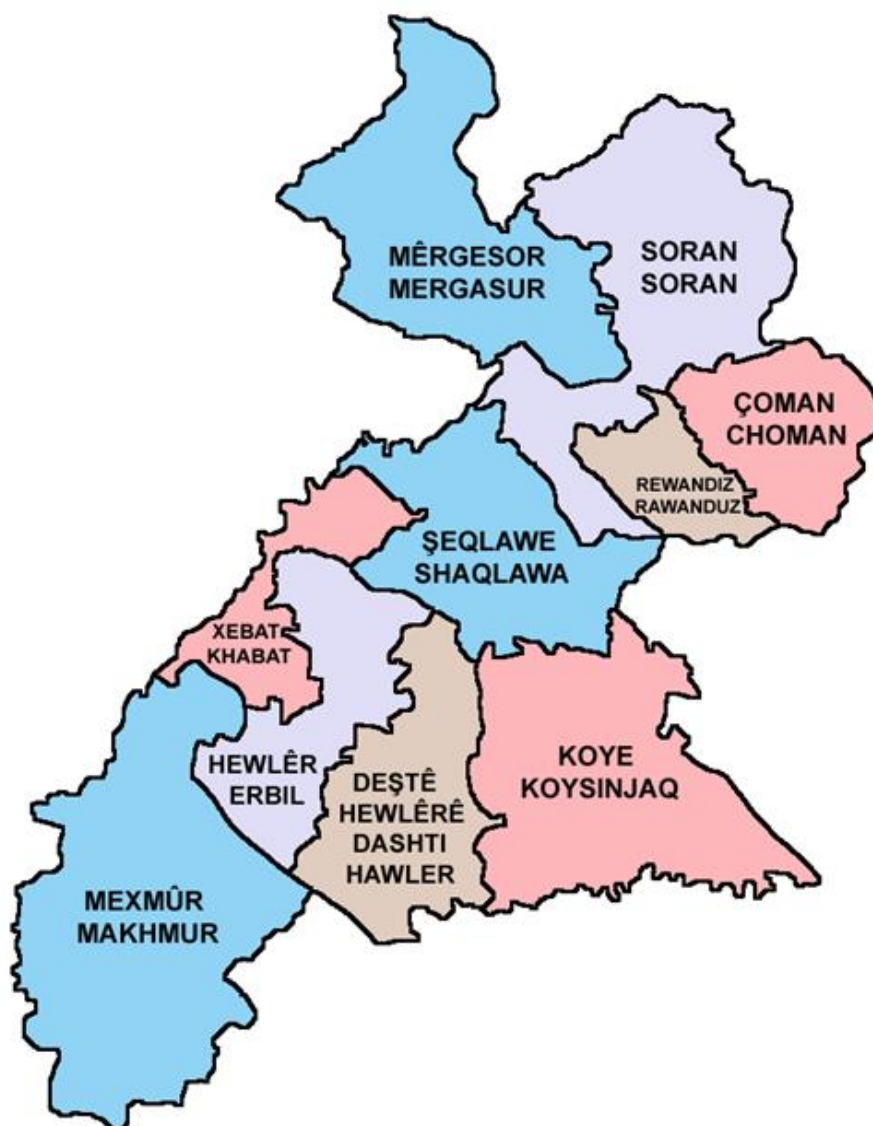 MÊRGESOR
MERGASUR
SORAN
SORAN
ÇOMAN
CHOMAN
REWANDIZ
RAWANDUZ
ŞEQLAWE
SHAQLAWA
XEBAT
KHABAT
HEWLÊR
ERBIL
DEŞTÊ
HEWLÊRÊ
DASHTI
HAWLER
KOYE
KOYSINJAQ
MEXMÛR
MAKHMUR